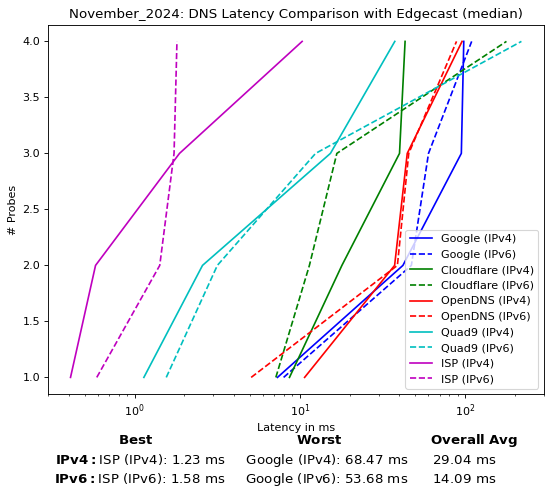 November_2024: DNS Latency Comparison with Edgecast (median)
# Probes
4.0
3.5
3.0
2.5
2.0
1.5
1.0
Google (IPv4)
Google (IPv6)
Cloudflare (IPv4)
Cloudflare (IPv6)
OpenDNS (IPv4)
OpenDNS (IPv6)
Quad9 (IPv4)
Quad9 (IPv6)
ISP (IPv4)
ISP (IPv6)
10⁰ 10¹ 10²
Latency in ms
Best Worst Overall Avg
IPv4: ISP (IPv4): 1.23 ms Google (IPv4): 68.47 ms 29.04 ms
IPv6: ISP (IPv6): 1.58 ms Google (IPv6): 53.68 ms 14.09 ms